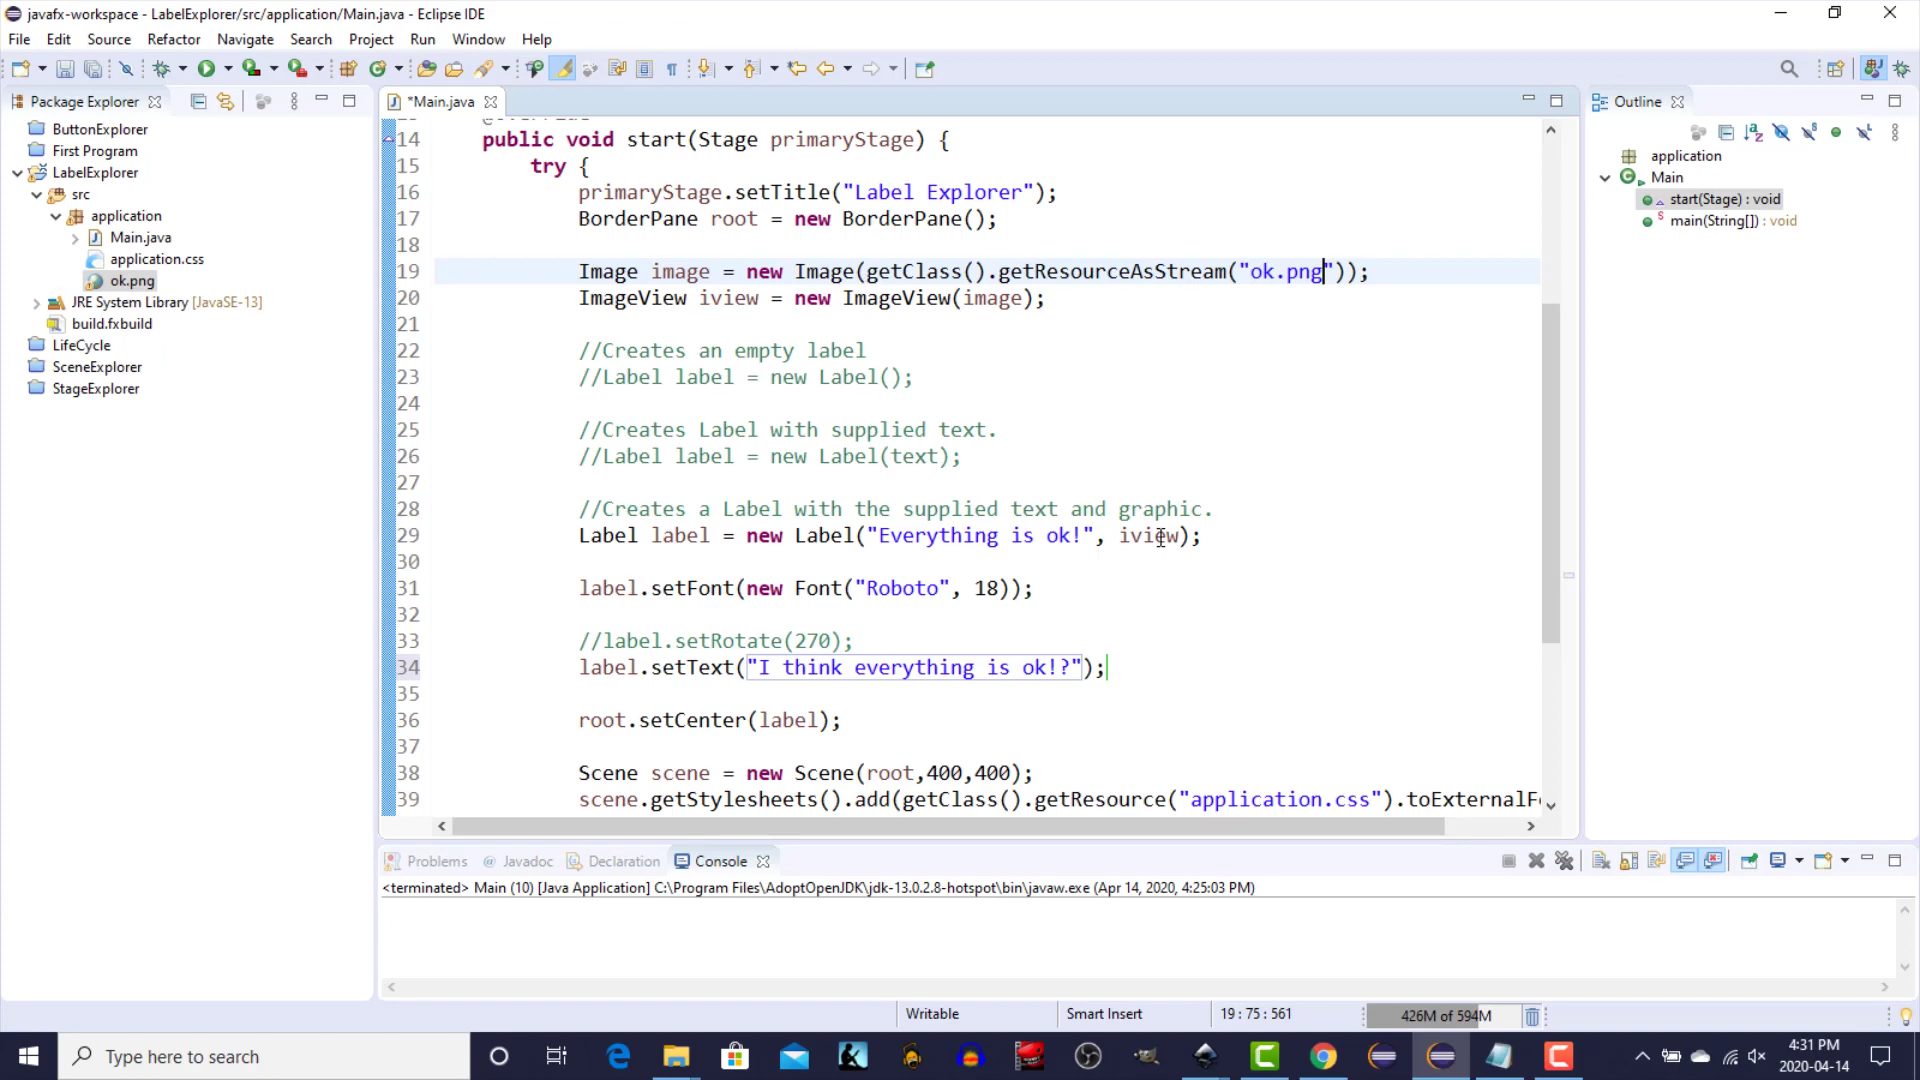 javafx-workspace - LabelExplorer/src/application/Main.java - Eclipse IDE
File Edit Source Refactor Navigate Search Project Run Window Help
Package Explorer
ButtonExplorer
First Program
LabelExplorer
src
application
Main.java
application.css
ok.png
JRE System Library [JavaSE-13]
build.fxbuild
LifeCycle
SceneExplorer
StageExplorer
*Main.java
14 public void start(Stage primaryStage) {
15 try {
16 primaryStage.setTitle("Label Explorer");
17 BorderPane root = new BorderPane();
18
19 Image image = new Image(getClass().getResourceAsStream("ok.png"));
20 ImageView iview = new ImageView(image);
21
22 //Creates an empty label
23 //Label label = new Label();
24
25 //Creates Label with supplied text.
26 //Label label = new Label(text);
27
28 //Creates a Label with the supplied text and graphic.
29 Label label = new Label("Everything is ok!", iview);
30
31 label.setFont(new Font("Roboto", 18));
32
33 //label.setRotate(270);
34 label.setText("I think everything is ok!?");
35
36 root.setCenter(label);
37
38 Scene scene = new Scene(root,400,400);
39 scene.getStylesheets().add(getClass().getResource("application.css").toExternalFo
Outline
application
Main
start(Stage) : void
main(String[]) : void
Problems Javadoc Declaration Console
<terminated> Main (10) [Java Application] C:\Program Files\AdoptOpenJDK\jdk-13.0.2.8-hotspot\bin\javaw.exe (Apr 14, 2020, 4:25:03 PM)
Writable Smart Insert 19 : 75 : 561 426M of 594M
Type here to search
4:31 PM
2020-04-14